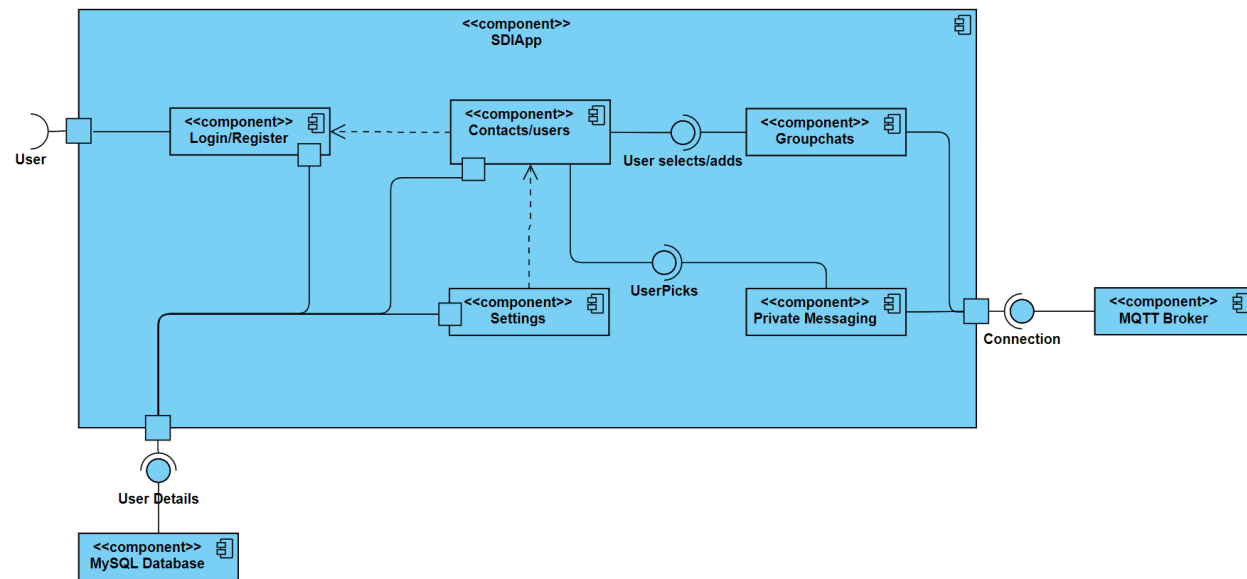 <<component>>
SDIApp
<<component>>
Login/Register
<<component>>
Contacts/users
<<component>>
Groupchats
User
User selects/adds
UserPicks
<<component>>
Settings
<<component>>
Private Messaging
<<component>>
MQTT Broker
Connection
User Details
<<component>>
MySQL Database